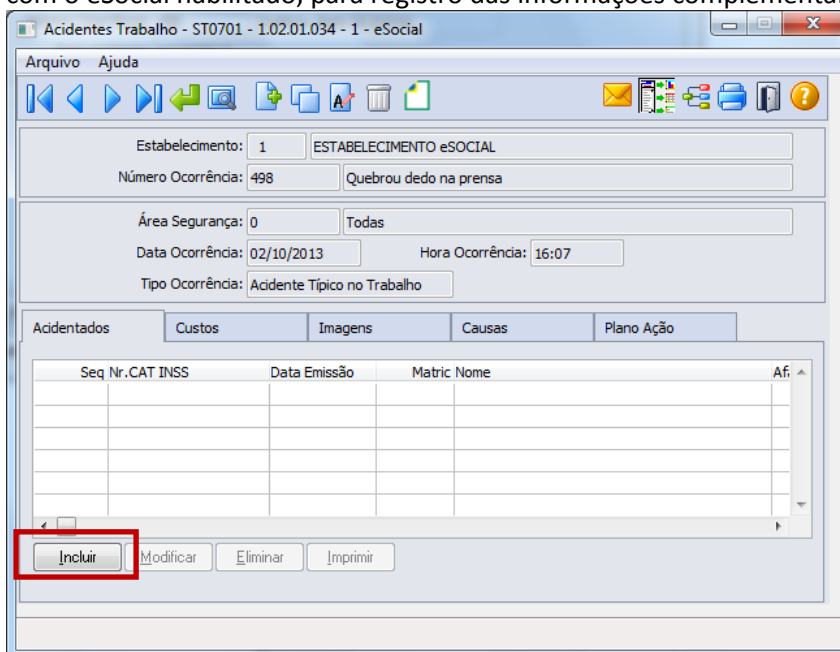 com o eSocial habilitado, para registro das informações complementa
Acidentes Trabalho - ST0701 - 1.02.01.034 - 1 - eSocial
Arquivo Ajuda
Estabelecimento: 1 ESTABELECIMENTO eSOCIAL
Número Ocorrência: 498 Quebrou dedo na prensa
Área Segurança: 0 Todas
Data Ocorrência: 02/10/2013 Hora Ocorrência: 16:07
Tipo Ocorrência: Acidente Típico no Trabalho
Acidentados Custos Imagens Causas Plano Ação
Seq Nr.CAT INSS Data Emissão Matric Nome Afa
Incluir Modificar Eliminar Imprimir